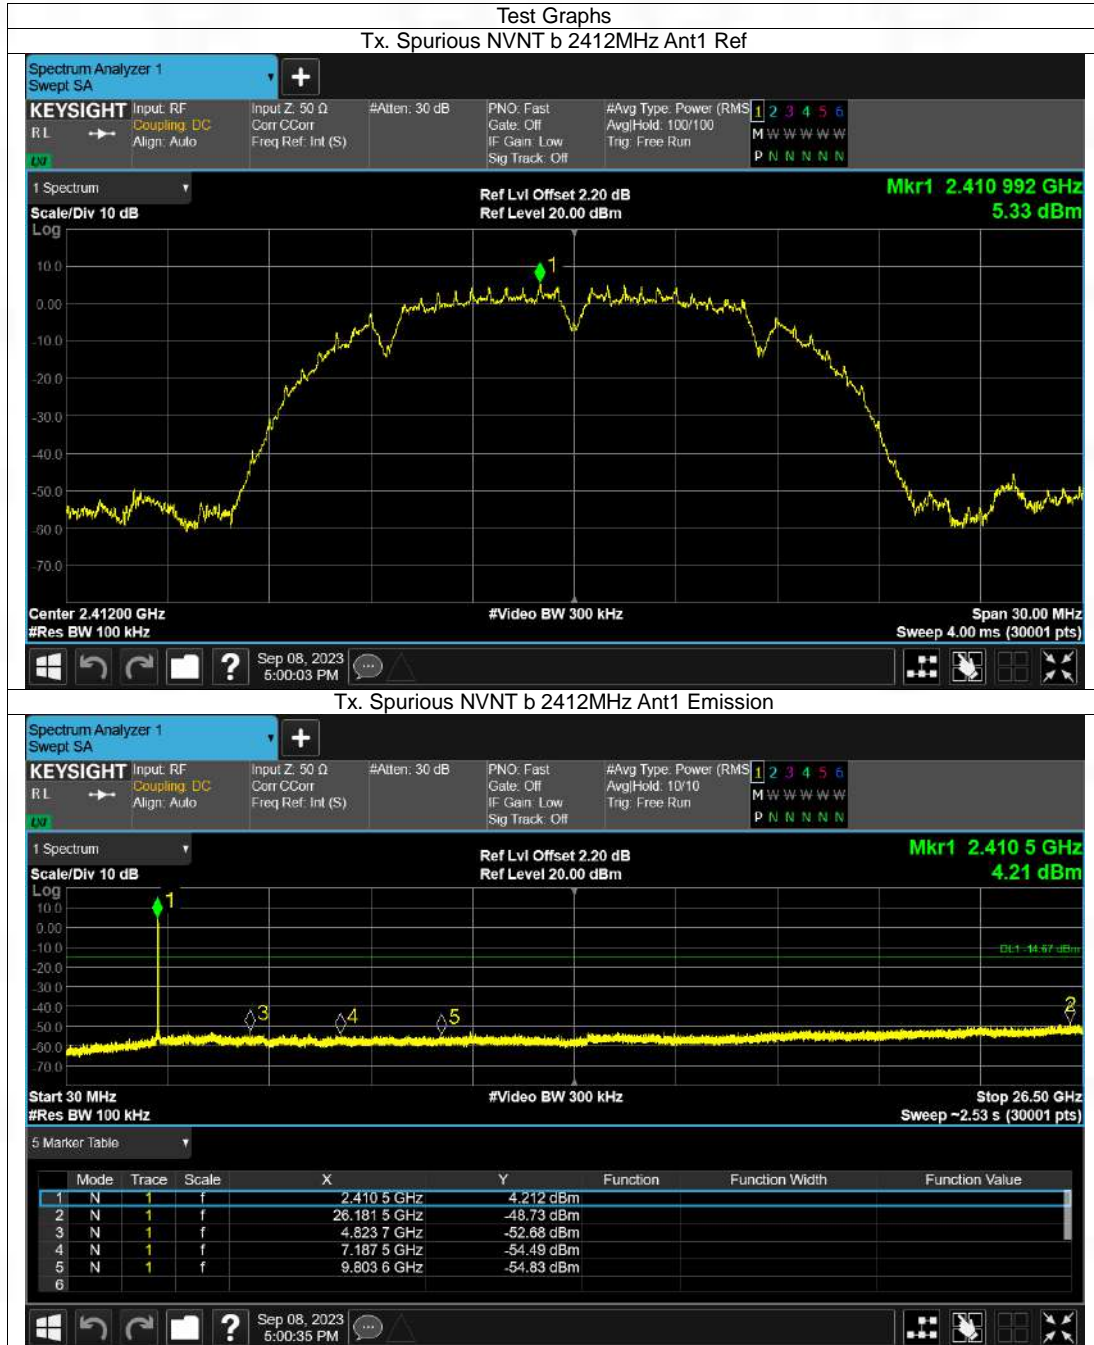 Test Graphs
Tx. Spurious NVNT b 2412MHz Ant1 Ref
Spectrum Analyzer 1
Swept SA
+
KEYSIGHT Input: RF Input Z: 50 Ω #Atten: 30 dB PNO: Fast #Avg Type: Power (RMS 1 2 3 4 5 6
RL Coupling: DC Corr CCorr Gate: Off Avg|Hold: 100/100 M W W W W W
Align: Auto Freq Ref: Int (S) IF Gain: Low Trig: Free Run
LXI Sig Track: Off P N N N N N
1 Spectrum Ref Lvl Offset 2.20 dB Mkr1 2.410 992 GHz
Scale/Div 10 dB Ref Level 20.00 dBm 5.33 dBm
Log
1
10.0
0.00
-10.0
-20.0
-30.0
-40.0
-50.0
-60.0
-70.0
Center 2.41200 GHz #Video BW 300 kHz Span 30.00 MHz
#Res BW 100 kHz Sweep 4.00 ms (30001 pts)
? Sep 08, 2023
5:00:03 PM
Tx. Spurious NVNT b 2412MHz Ant1 Emission
Spectrum Analyzer 1
Swept SA
+
KEYSIGHT Input: RF Input Z: 50 Ω #Atten: 30 dB PNO: Fast #Avg Type: Power (RMS 1 2 3 4 5 6
RL Coupling: DC Corr CCorr Gate: Off Avg|Hold: 10/10 M W W W W W
Align: Auto Freq Ref: Int (S) IF Gain: Low Trig: Free Run
LXI Sig Track: Off P N N N N N
1 Spectrum Ref Lvl Offset 2.20 dB Mkr1 2.410 5 GHz
Scale/Div 10 dB Ref Level 20.00 dBm 4.21 dBm
Log
1
10.0
0.00
-10.0 DL1 -14.67 dBm
-20.0
-30.0
-40.0
3 4 5 2
-50.0
-60.0
-70.0
Start 30 MHz #Video BW 300 kHz Stop 26.50 GHz
#Res BW 100 kHz Sweep ~2.53 s (30001 pts)
5 Marker Table
Mode Trace Scale X Y Function Function Width Function Value
1 N 1 f 2.410 5 GHz 4.212 dBm
2 N 1 f 26.181 5 GHz -48.73 dBm
3 N 1 f 4.823 7 GHz -52.68 dBm
4 N 1 f 7.187 5 GHz -54.49 dBm
5 N 1 f 9.803 6 GHz -54.83 dBm
6
? Sep 08, 2023
5:00:35 PM